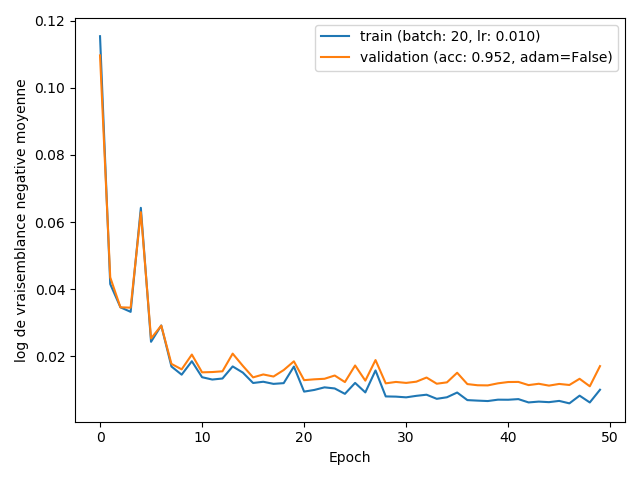 0.12
0.10
0.08
0.06
0.04
0.02
log de vraisemblance negative moyenne
train (batch: 20, lr: 0.010)
validation (acc: 0.952, adam=False)
0 10 20 30 40 50
Epoch